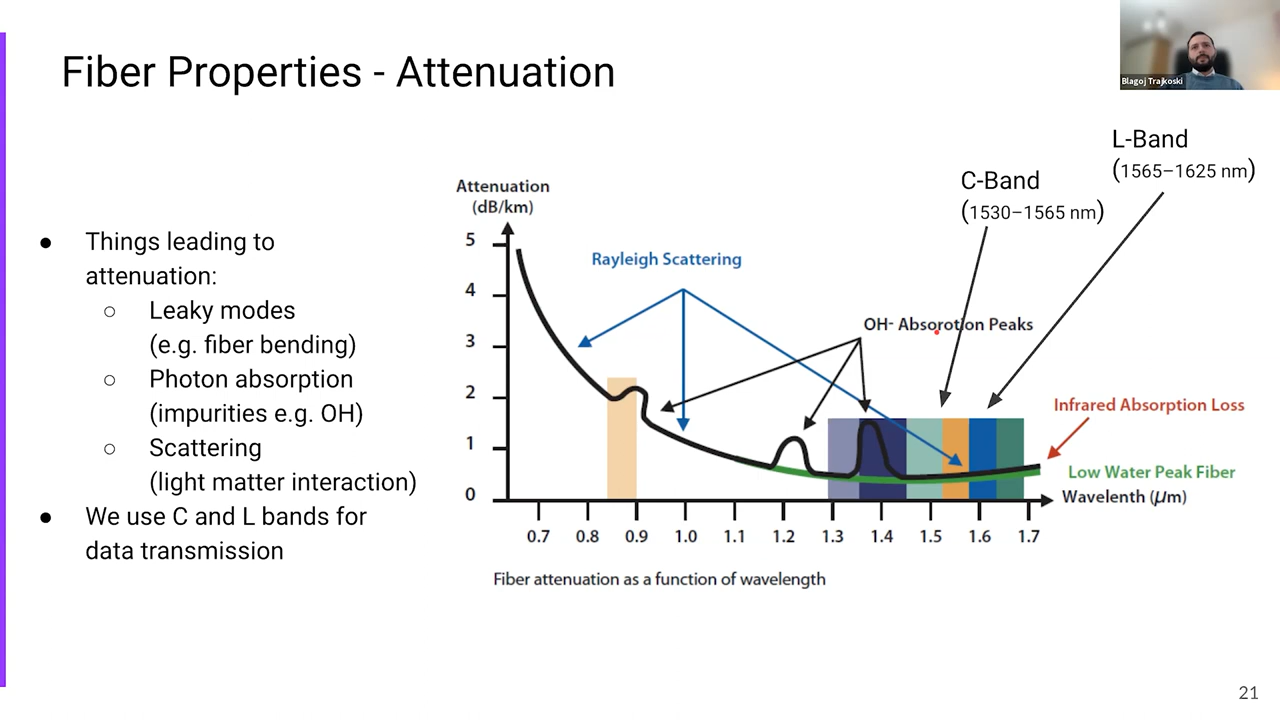 Fiber Properties - Attenuation
Blagoj Trajkoski
● Things leading to
attenuation:
○ Leaky modes
(e.g. fiber bending)
○ Photon absorption
(impurities e.g. OH)
○ Scattering
(light matter interaction)
● We use C and L bands for
data transmission
L-Band
(1565–1625 nm)
C-Band
(1530–1565 nm)
Attenuation
(dB/km)
5
4
3
2
1
0
Rayleigh Scattering
OH- Absorotion Peaks
Infrared Absorption Loss
Low Water Peak Fiber
Wavelenth (μm)
0.7 0.8 0.9 1.0 1.1 1.2 1.3 1.4 1.5 1.6 1.7
Fiber attenuation as a function of wavelength
21